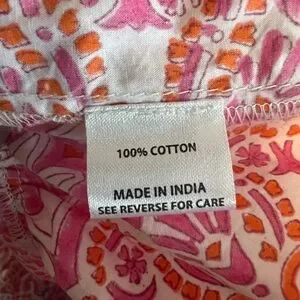 100% COTTON
MADE IN INDIA
SEE REVERSE FOR CARE